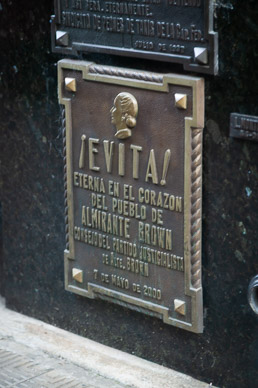 ¡EVITA!
ETERNA EN EL CORAZON
DEL PUEBLO DE
ALMIRANTE BROWN
CONSEJO DEL PARTIDO JUSTICIALISTA
DE ALTE. BROWN
7 DE MAYO DE 2000